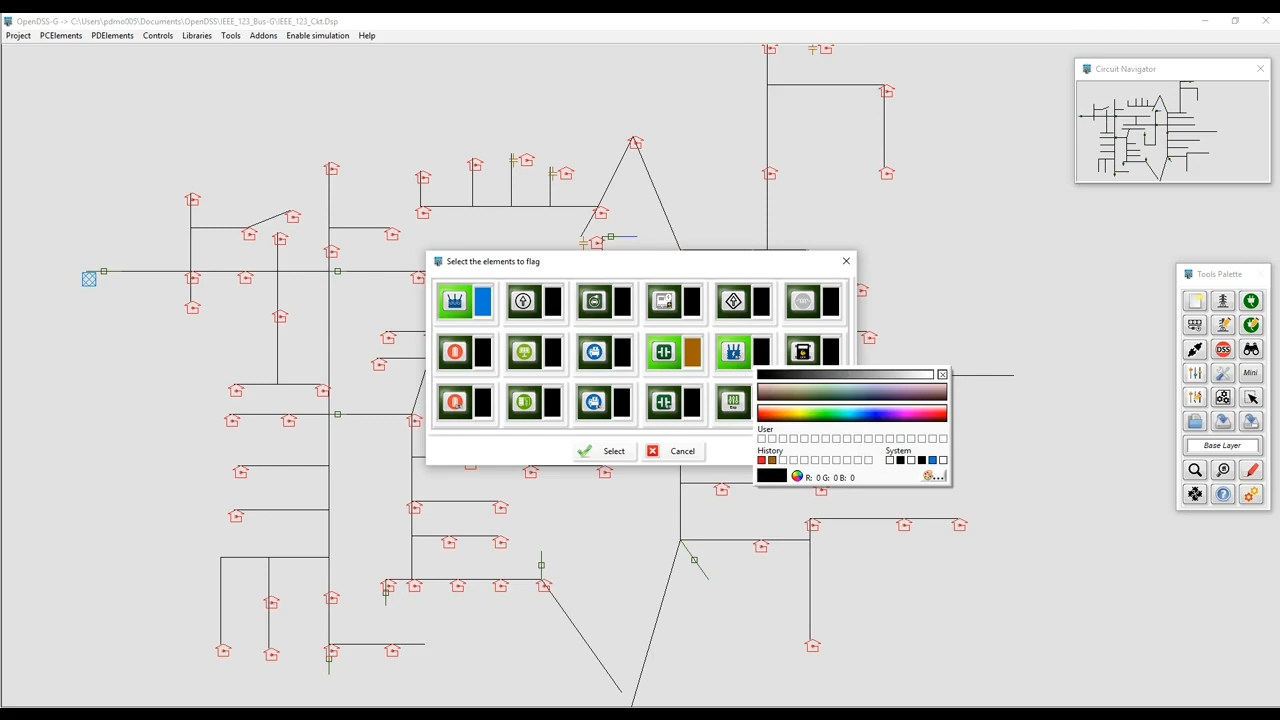 OpenDSS-G -> C:\Users\pdmo005\Documents\OpenDSS\IEEE_123_Bus-G\IEEE_123_Ckt.Dsp
Project PCElements PDElements Controls Libraries Tools Addons Enable simulation Help
Circuit Navigator
Select the elements to flag
Tools Palette
DSS
Mini
Exp
User
History System
R: 0 G: 0 B: 0
Select Cancel
Base Layer